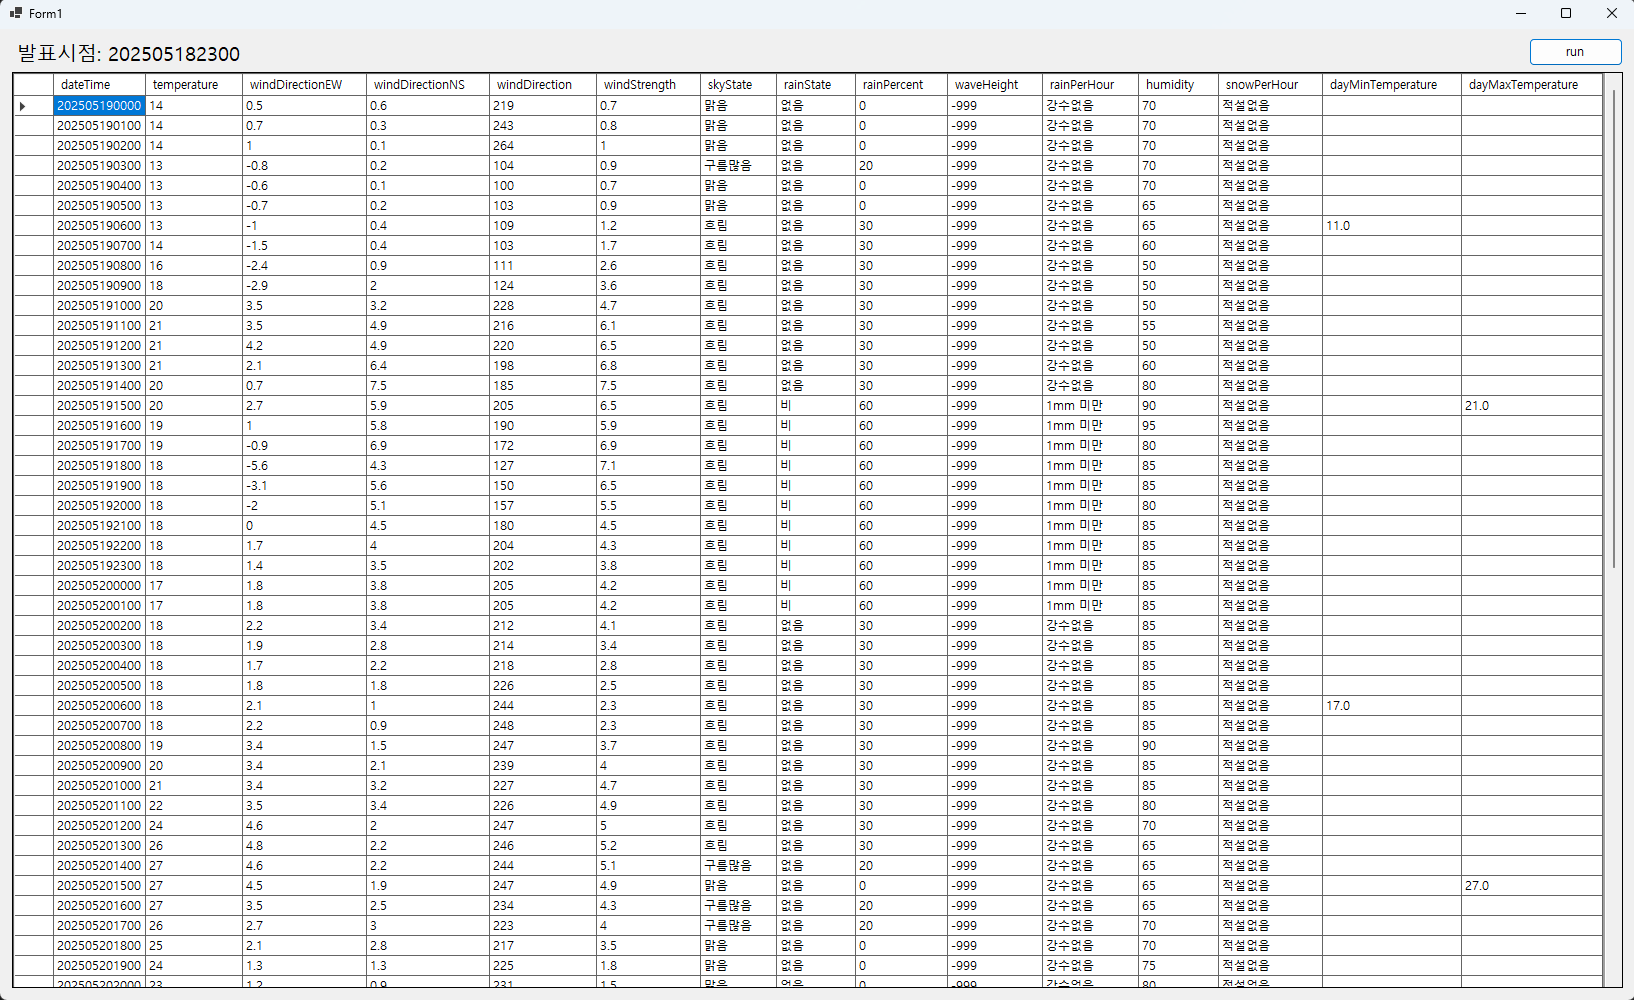 Form1
발표시점: 202505182300
run
dateTime temperature windDirectionEW windDirectionNS windDirection windStrength skyState rainState rainPercent waveHeight rainPerHour humidity snowPerHour dayMinTemperature dayMaxTemperature
202505190000 14 0.5 0.6 219 0.7 맑음 없음 0 -999 강수없음 70 적설없음
202505190100 14 0.7 0.3 243 0.8 맑음 없음 0 -999 강수없음 70 적설없음
202505190200 14 1 0.1 264 1 맑음 없음 0 -999 강수없음 70 적설없음
202505190300 13 -0.8 0.2 104 0.9 구름많음 없음 20 -999 강수없음 70 적설없음
202505190400 13 -0.6 0.1 100 0.7 맑음 없음 0 -999 강수없음 70 적설없음
202505190500 13 -0.7 0.2 103 0.9 맑음 없음 0 -999 강수없음 65 적설없음
202505190600 13 -1 0.4 109 1.2 흐림 없음 30 -999 강수없음 65 적설없음 11.0
202505190700 14 -1.5 0.4 103 1.7 흐림 없음 30 -999 강수없음 60 적설없음
202505190800 16 -2.4 0.9 111 2.6 흐림 없음 30 -999 강수없음 50 적설없음
202505190900 18 -2.9 2 124 3.6 흐림 없음 30 -999 강수없음 50 적설없음
202505191000 20 3.5 3.2 228 4.7 흐림 없음 30 -999 강수없음 50 적설없음
202505191100 21 3.5 4.9 216 6.1 흐림 없음 30 -999 강수없음 55 적설없음
202505191200 21 4.2 4.9 220 6.5 흐림 없음 30 -999 강수없음 50 적설없음
202505191300 21 2.1 6.4 198 6.8 흐림 없음 30 -999 강수없음 60 적설없음
202505191400 20 0.7 7.5 185 7.5 흐림 없음 30 -999 강수없음 80 적설없음
202505191500 20 2.7 5.9 205 6.5 흐림 비 60 -999 1mm 미만 90 적설없음 21.0
202505191600 19 1 5.8 190 5.9 흐림 비 60 -999 1mm 미만 95 적설없음
202505191700 19 -0.9 6.9 172 6.9 흐림 비 60 -999 1mm 미만 80 적설없음
202505191800 18 -5.6 4.3 127 7.1 흐림 비 60 -999 1mm 미만 85 적설없음
202505191900 18 -3.1 5.6 150 6.5 흐림 비 60 -999 1mm 미만 85 적설없음
202505192000 18 -2 5.1 157 5.5 흐림 비 60 -999 1mm 미만 80 적설없음
202505192100 18 0 4.5 180 4.5 흐림 비 60 -999 1mm 미만 85 적설없음
202505192200 18 1.7 4 204 4.3 흐림 비 60 -999 1mm 미만 85 적설없음
202505192300 18 1.4 3.5 202 3.8 흐림 비 60 -999 1mm 미만 85 적설없음
202505200000 17 1.8 3.8 205 4.2 흐림 비 60 -999 1mm 미만 85 적설없음
202505200100 17 1.8 3.8 205 4.2 흐림 비 60 -999 1mm 미만 85 적설없음
202505200200 18 2.2 3.4 212 4.1 흐림 없음 30 -999 강수없음 85 적설없음
202505200300 18 1.9 2.8 214 3.4 흐림 없음 30 -999 강수없음 85 적설없음
202505200400 18 1.7 2.2 218 2.8 흐림 없음 30 -999 강수없음 85 적설없음
202505200500 18 1.8 1.8 226 2.5 흐림 없음 30 -999 강수없음 85 적설없음
202505200600 18 2.1 1 244 2.3 흐림 없음 30 -999 강수없음 85 적설없음 17.0
202505200700 18 2.2 0.9 248 2.3 흐림 없음 30 -999 강수없음 85 적설없음
202505200800 19 3.4 1.5 247 3.7 흐림 없음 30 -999 강수없음 90 적설없음
202505200900 20 3.4 2.1 239 4 흐림 없음 30 -999 강수없음 85 적설없음
202505201000 21 3.4 3.2 227 4.7 흐림 없음 30 -999 강수없음 85 적설없음
202505201100 22 3.5 3.4 226 4.9 흐림 없음 30 -999 강수없음 80 적설없음
202505201200 24 4.6 2 247 5 흐림 없음 30 -999 강수없음 70 적설없음
202505201300 26 4.8 2.2 246 5.2 흐림 없음 30 -999 강수없음 65 적설없음
202505201400 27 4.6 2.2 244 5.1 구름많음 없음 20 -999 강수없음 65 적설없음
202505201500 27 4.5 1.9 247 4.9 맑음 없음 0 -999 강수없음 65 적설없음 27.0
202505201600 27 3.5 2.5 234 4.3 구름많음 없음 20 -999 강수없음 65 적설없음
202505201700 26 2.7 3 223 4 구름많음 없음 20 -999 강수없음 70 적설없음
202505201800 25 2.1 2.8 217 3.5 맑음 없음 0 -999 강수없음 70 적설없음
202505201900 24 1.3 1.3 225 1.8 맑음 없음 0 -999 강수없음 75 적설없음
202505202000 23 1.2 0.9 231 1.5 맑음 없음 0 -999 강수없음 80 적설없음